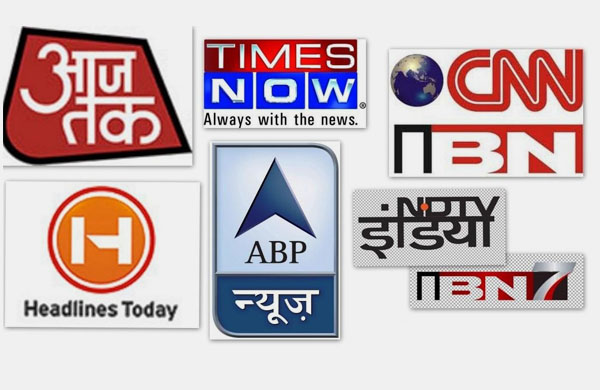 आज
तक
TIMES
NOW®
Always with the news.
CNN
IBN
H
Headlines Today
ABP
न्यूज़
NDTV
इंडिया
IBN7